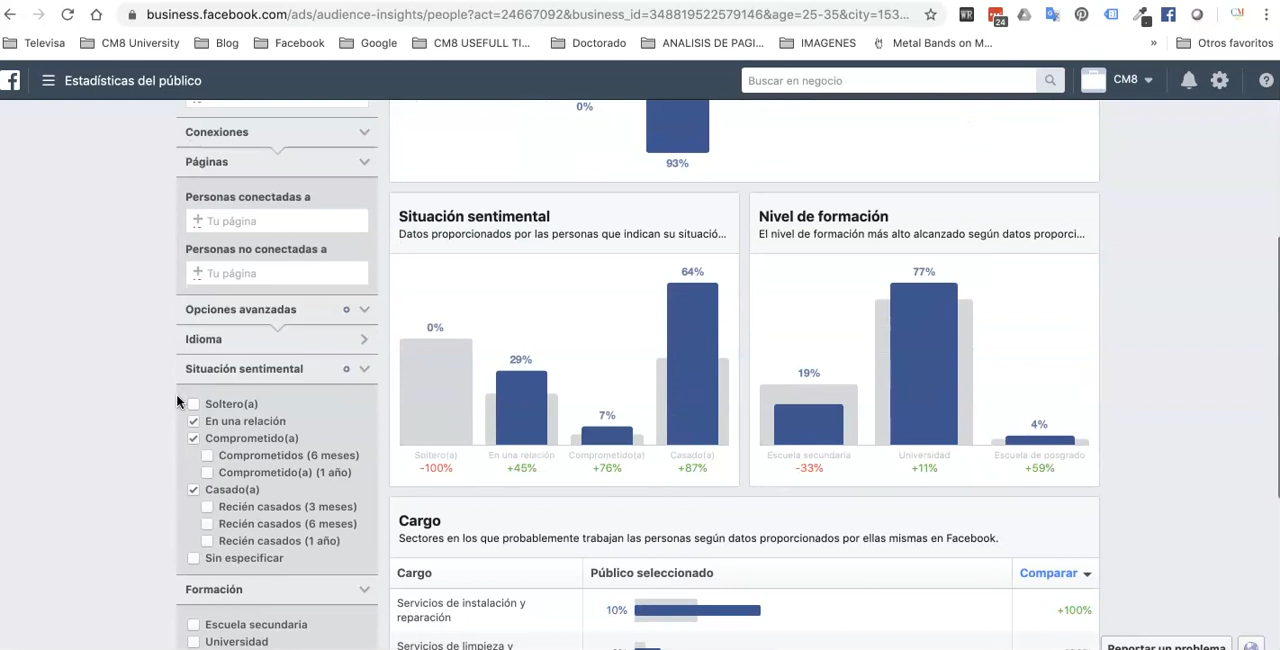 business.facebook.com/ads/audience-insights/people?act=24667092&business_id=348819522579146&age=25-35&city=153...
24
Televisa
CM8 University
Blog
Facebook
Google
CM8 USEFULL TI...
Doctorado
ANALISIS DE PAGI...
IMAGENES
Metal Bands on M...
»
Otros favoritos
Estadísticas del público
Buscar en negocio
CM8
Conexiones
Páginas
Personas conectadas a
Tu página
Personas no conectadas a
Tu página
Opciones avanzadas
Idioma
Situación sentimental
Soltero(a)
En una relación
Comprometido(a)
Comprometidos (6 meses)
Comprometido(a) (1 año)
Casado(a)
Recién casados (3 meses)
Recién casados (6 meses)
Recién casados (1 año)
Sin especificar
Formación
Escuela secundaria
Universidad
0%
93%
Situación sentimental
Datos proporcionados por las personas que indican su situació...
0%
29%
7%
64%
Soltero(a)
En una relación
Comprometido(a)
Casado(a)
-100%
+45%
+76%
+87%
Nivel de formación
El nivel de formación más alto alcanzado según datos proporci...
19%
77%
4%
Escuela secundaria
Universidad
Escuela de posgrado
-33%
+11%
+59%
Cargo
Sectores en los que probablemente trabajan las personas según datos proporcionados por ellas mismas en Facebook.
Cargo
Público seleccionado
Comparar
Servicios de instalación y
reparación
10%
+100%
Servicios de limpieza y
Reportar un problema